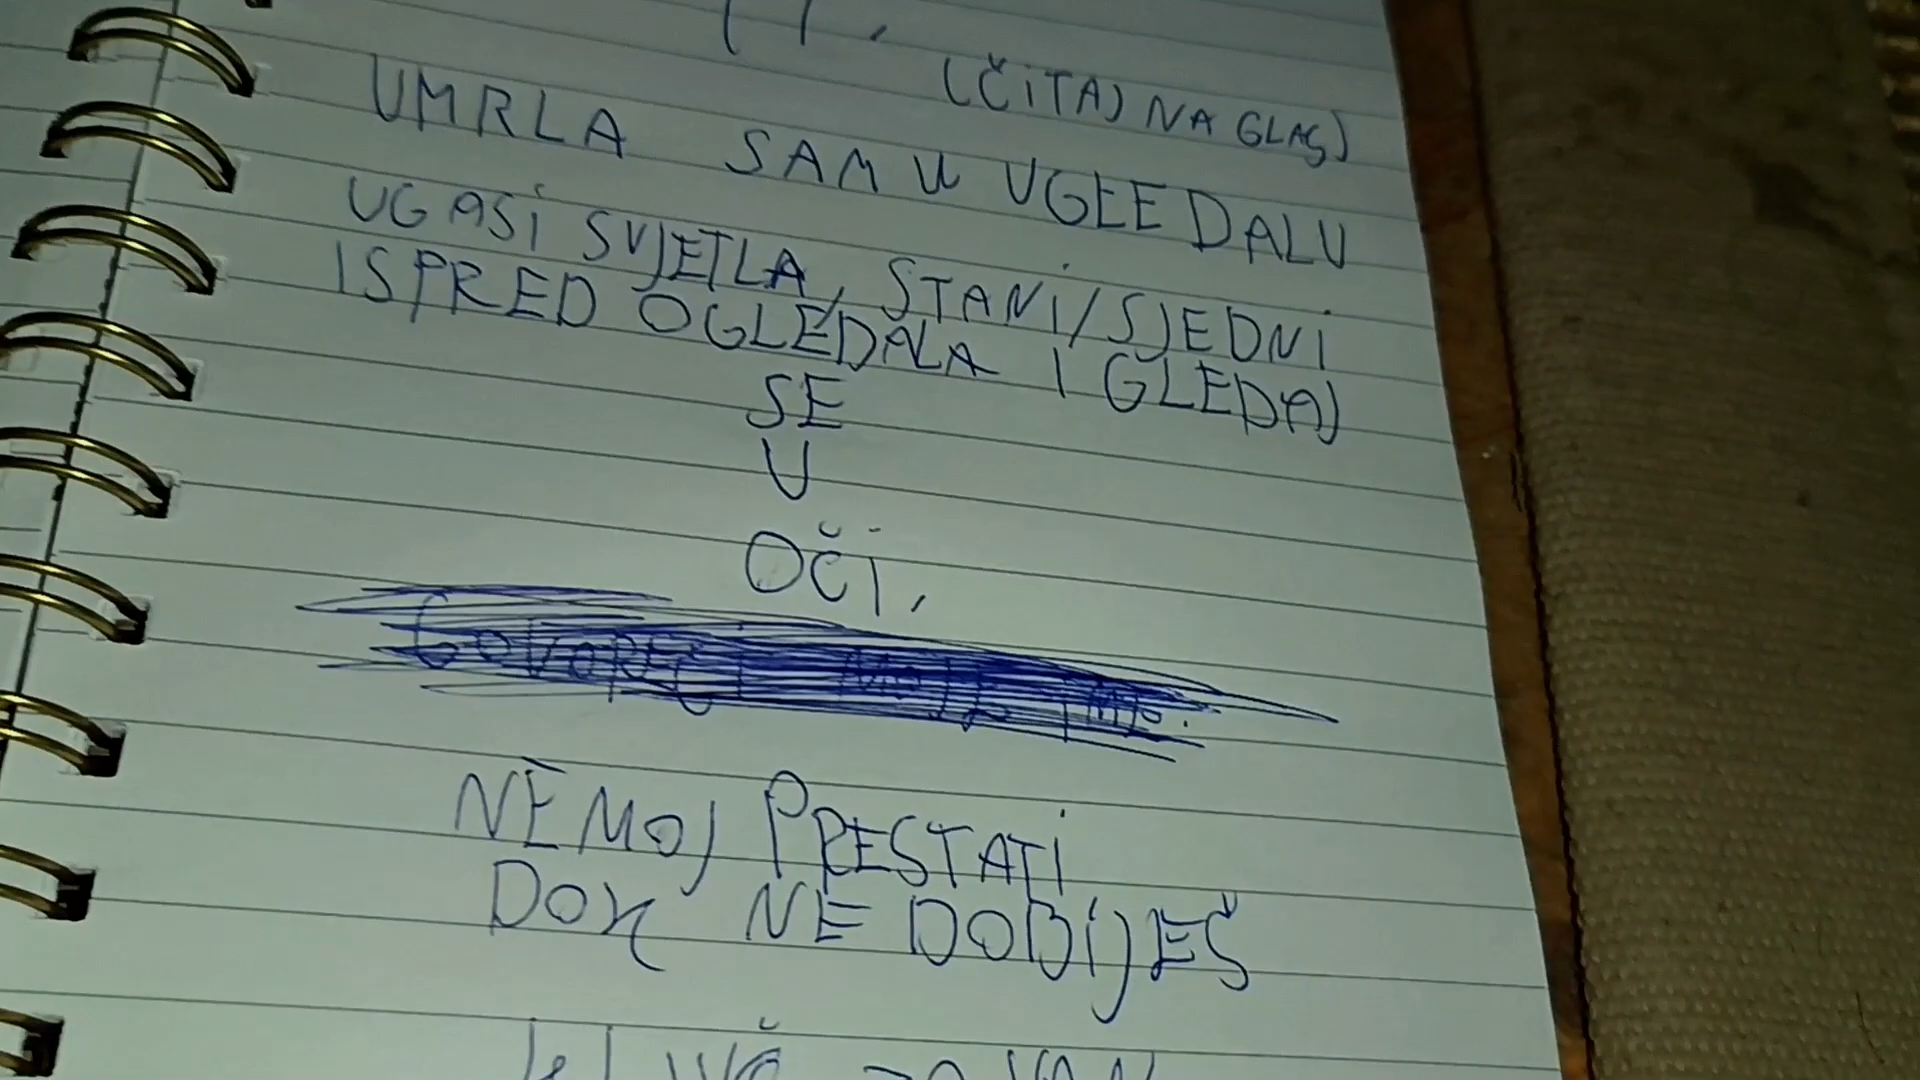 (ČITAJ NA GLAS)
UMRLA SAM U UGLEDALU
UGASI SVJETLA, STANI/SJEDNI
ISPRED OGLEDALA I GLEDAJ
SE
U
OČI,
NEMOJ PRESTATI
DOK NE DOBIJEŠ